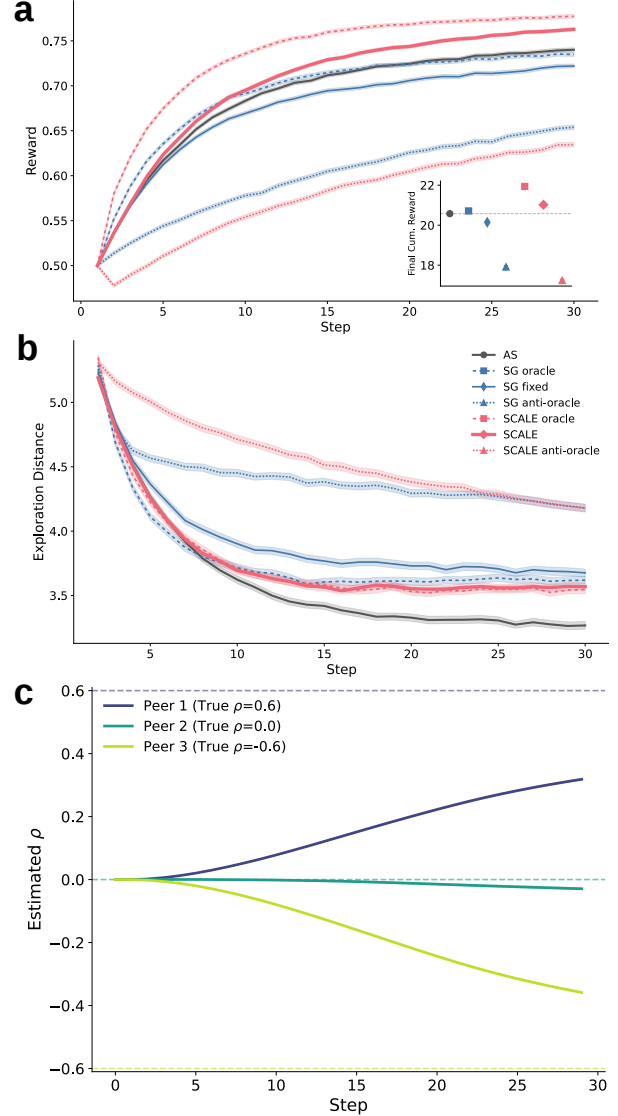 a
0.75
0.70
0.65
0.60
0.55
0.50
Reward
22
20
18
Final Cum. Reward
0 5 10 15 20 25 30
Step
b
5.0
4.5
4.0
3.5
Exploration Distance
AS
SG oracle
SG fixed
SG anti-oracle
SCALE oracle
SCALE
SCALE anti-oracle
5 10 15 20 25 30
Step
c
0.6
0.4
0.2
0.0
−0.2
−0.4
−0.6
Estimated ρ
Peer 1 (True ρ=0.6)
Peer 2 (True ρ=0.0)
Peer 3 (True ρ=-0.6)
0 5 10 15 20 25 30
Step